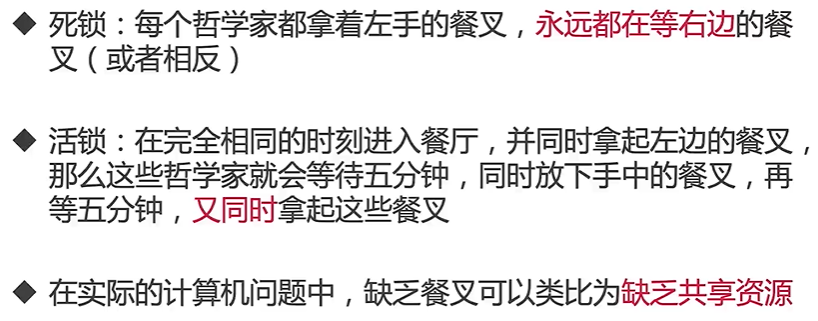 ◆ 死锁：每个哲学家都拿着左手的餐叉，永远都在等右边的餐
叉（或者相反）
◆ 活锁：在完全相同的时刻进入餐厅，并同时拿起左边的餐叉，
那么这些哲学家就会等待五分钟，同时放下手中的餐叉，再
等五分钟，又同时拿起这些餐叉
◆ 在实际的计算机问题中，缺乏餐叉可以类比为缺乏共享资源